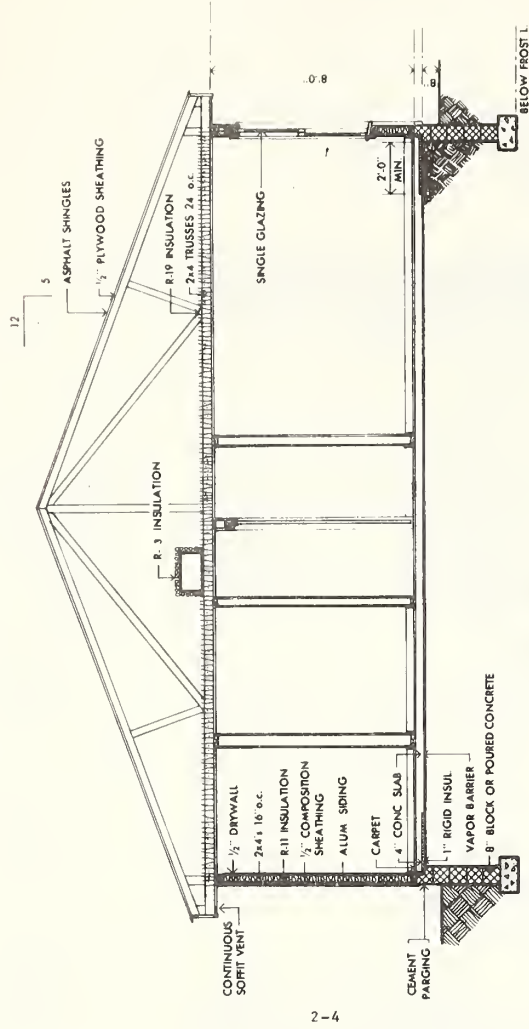 12
5
ASPHALT SHINGLES
1/2" PLYWOOD SHEATHING
R-19 INSULATION
2x4 TRUSSES 24 o.c.
R- 3 INSULATION
SINGLE GLAZING
8'.0"
8"
2'-0"
MIN
BELOW FROST L
CONTINUOUS
SOFFIT VENT
1/2" DRYWALL
2x4's 16"o.c.
R-11 INSULATION
1/2" COMPOSITION
SHEATHING
ALUM SIDING
CARPET
4" CONC SLAB
1" RIGID INSUL
VAPOR BARRIER
8" BLOCK OR POURED CONCRETE
CEMENT
PARGING
2-4